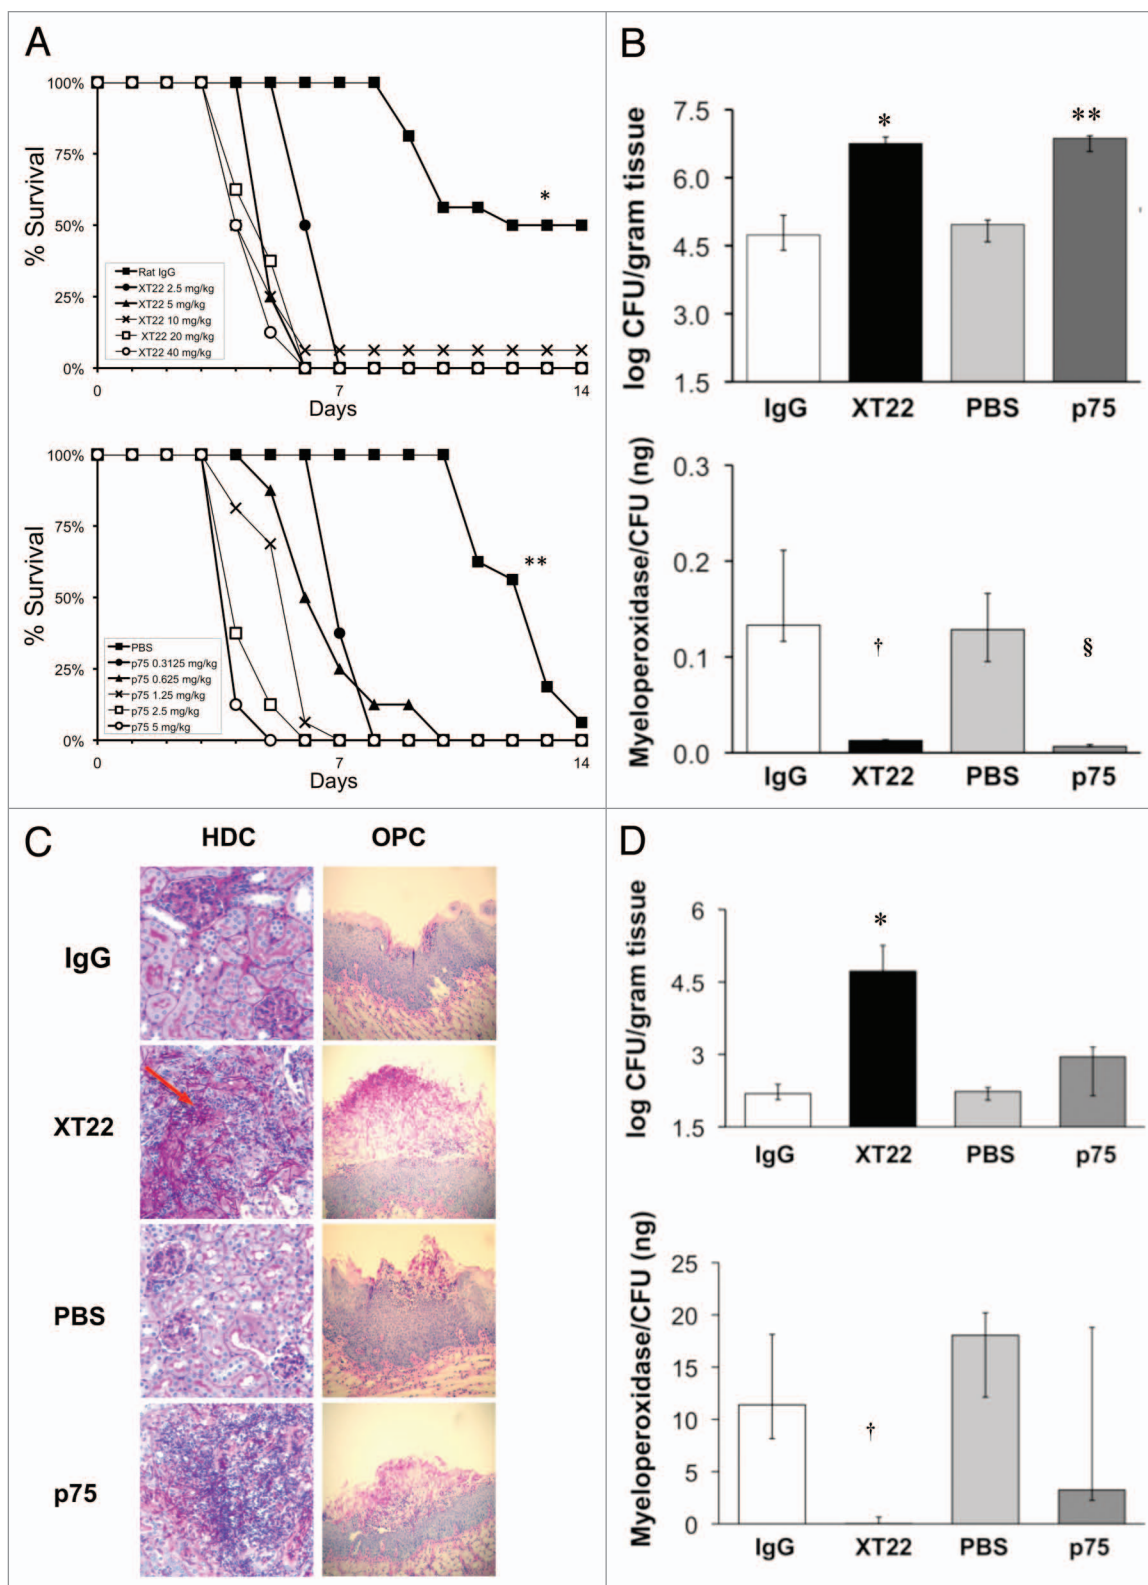 A
100%
75%
50%
25%
0%
% Survival
*
Rat IgG
XT22 2.5 mg/kg
XT22 5 mg/kg
XT22 10 mg/kg
XT22 20 mg/kg
XT22 40 mg/kg
0
7
14
Days
100%
75%
50%
25%
0%
% Survival
**
PBS
p75 0.3125 mg/kg
p75 0.625 mg/kg
p75 1.25 mg/kg
p75 2.5 mg/kg
p75 5 mg/kg
0
7
14
Days
B
log CFU/gram tissue
7.5
6.0
4.5
3.0
1.5
*
**
IgG
XT22
PBS
p75
Myeloperoxidase/CFU (ng)
0.3
0.2
0.1
0.0
†
§
IgG
XT22
PBS
p75
C
HDC
OPC
IgG
XT22
PBS
p75
D
log CFU/gram tissue
6
4.5
3
1.5
*
IgG
XT22
PBS
p75
Myeloperoxidase/CFU (ng)
25
20
15
10
5
0
†
IgG
XT22
PBS
p75